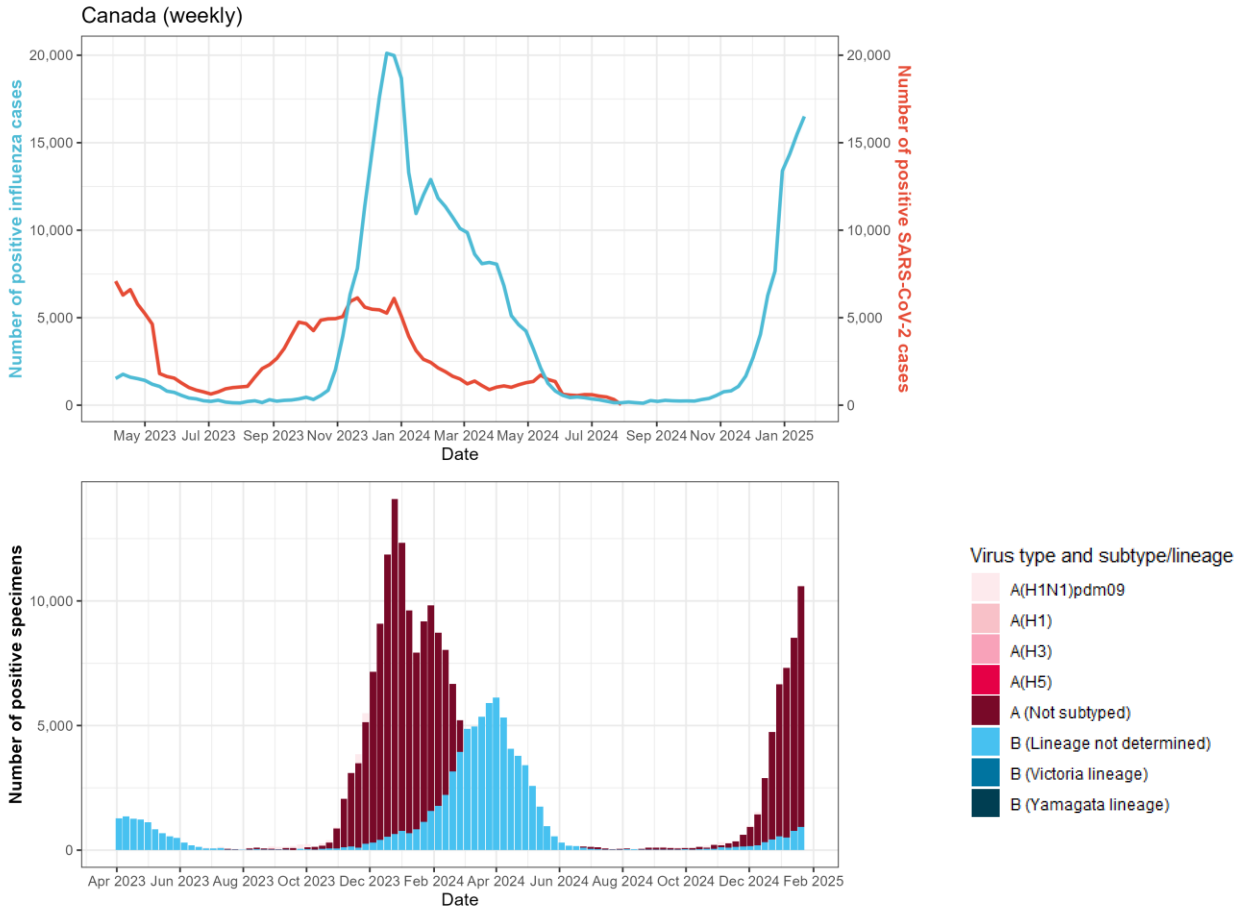 Canada (weekly)
Number of positive influenza cases
20,000
15,000
10,000
5,000
0
20,000
15,000
10,000
5,000
0
Number of positive SARS-CoV-2 cases
May 2023 Jul 2023 Sep 2023 Nov 2023 Jan 2024 Mar 2024 May 2024 Jul 2024 Sep 2024 Nov 2024 Jan 2025
Date
Number of positive specimens
10,000
5,000
0
Apr 2023 Jun 2023 Aug 2023 Oct 2023 Dec 2023 Feb 2024 Apr 2024 Jun 2024 Aug 2024 Oct 2024 Dec 2024 Feb 2025
Date
Virus type and subtype/lineage
A(H1N1)pdm09
A(H1)
A(H3)
A(H5)
A (Not subtyped)
B (Lineage not determined)
B (Victoria lineage)
B (Yamagata lineage)